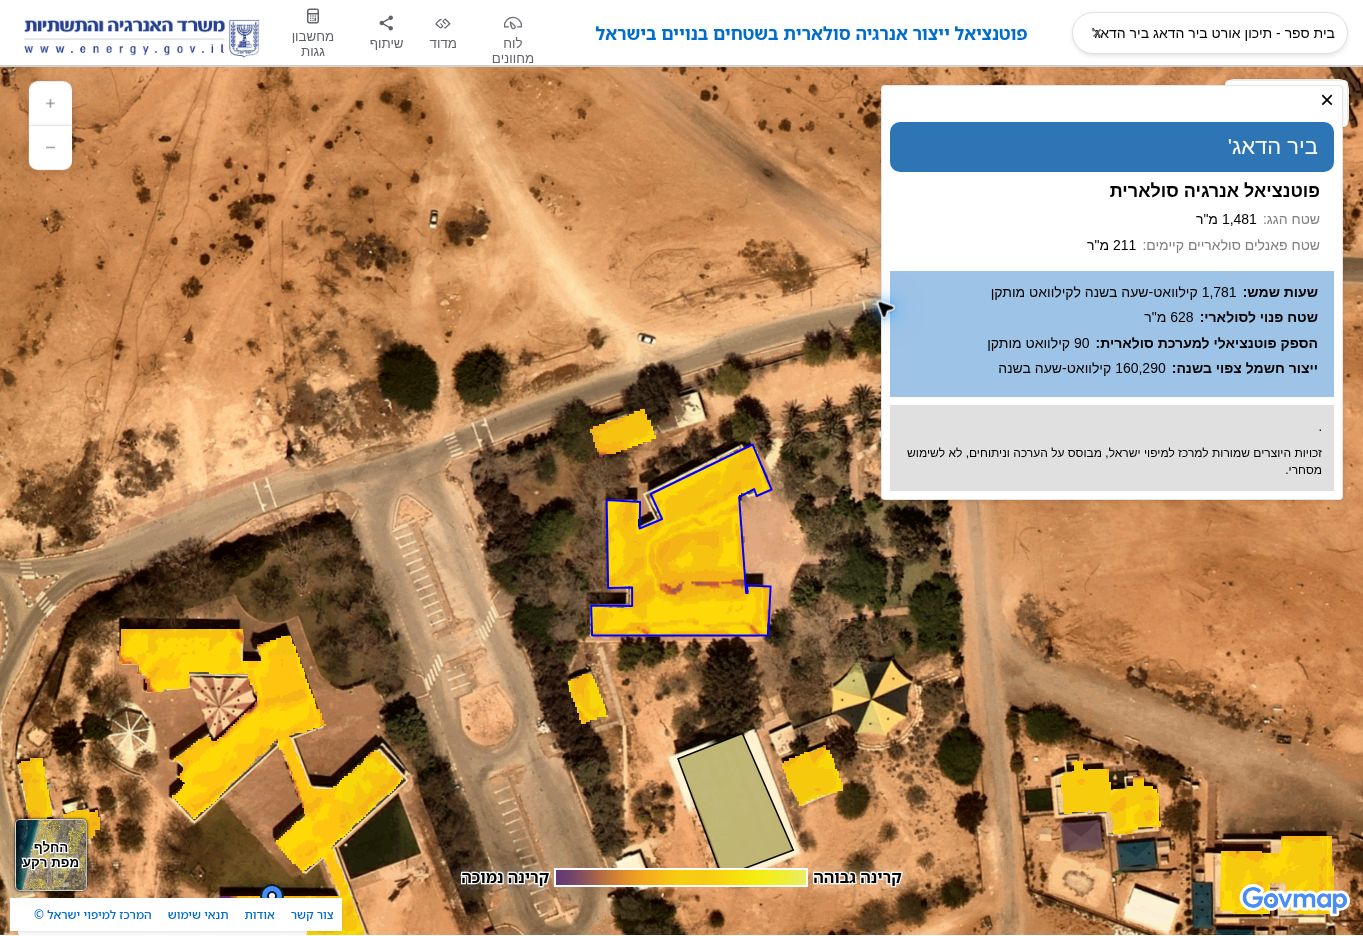 בית ספר - תיכון אורט ביר הדאג ביר הדאג
פוטנציאל ייצור אנרגיה סולארית בשטחים בנויים בישראל
לוח
מחוונים
מדוד
שיתוף
מחשבון
גגות
משרד האנרגיה והתשתיות
www.energy.gov.il
+
−
×
ביר הדאג'
פוטנציאל אנרגיה סולארית
שטח הגג: 1,481 מ"ר
שטח פאנלים סולאריים קיימים: 211 מ"ר
שעות שמש: 1,781 קילוואט-שעה בשנה לקילוואט מותקן
שטח פנוי לסולארי: 628 מ"ר
הספק פוטנציאלי למערכת סולארית: 90 קילוואט מותקן
ייצור חשמל צפוי בשנה: 160,290 קילוואט-שעה בשנה
.
זכויות היוצרים שמורות למרכז למיפוי ישראל, מבוסס על הערכה וניתוחים, לא לשימוש
מסחרי.
החלף
מפת רקע
קרינה גבוהה
קרינה נמוכה
Govmap
צור קשר
אודות
תנאי שימוש
המרכז למיפוי ישראל ©